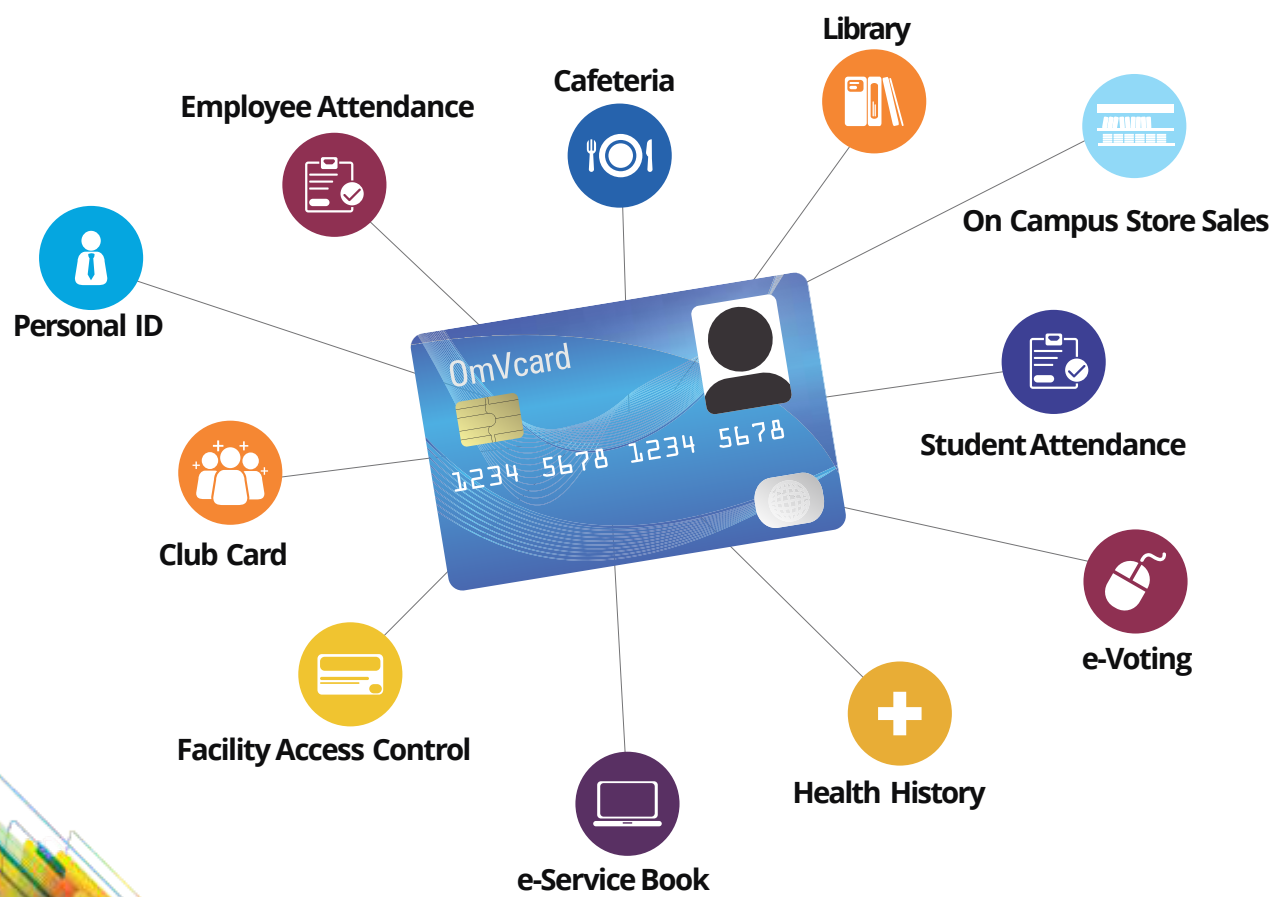 Library
Cafeteria
Employee Attendance
On Campus Store Sales
Personal ID
OmVcard
1234 5678 1234 5678
Student Attendance
Club Card
e-Voting
Facility Access Control
Health History
e-Service Book